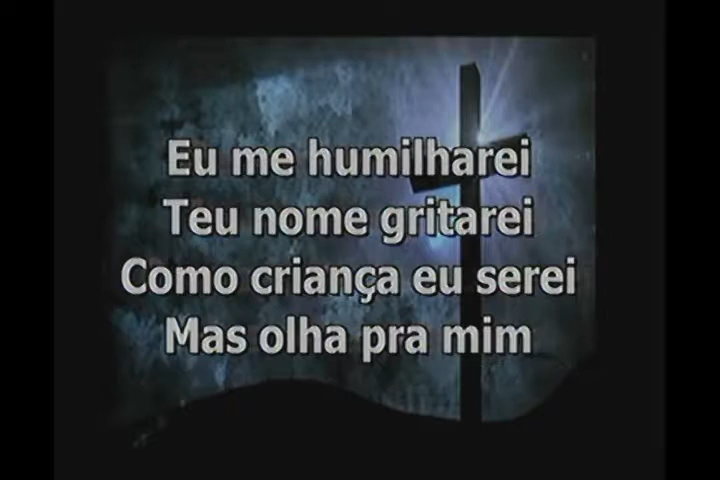 Eu me humilharei
Teu nome gritarei
Como criança eu serei
Mas olha pra mim